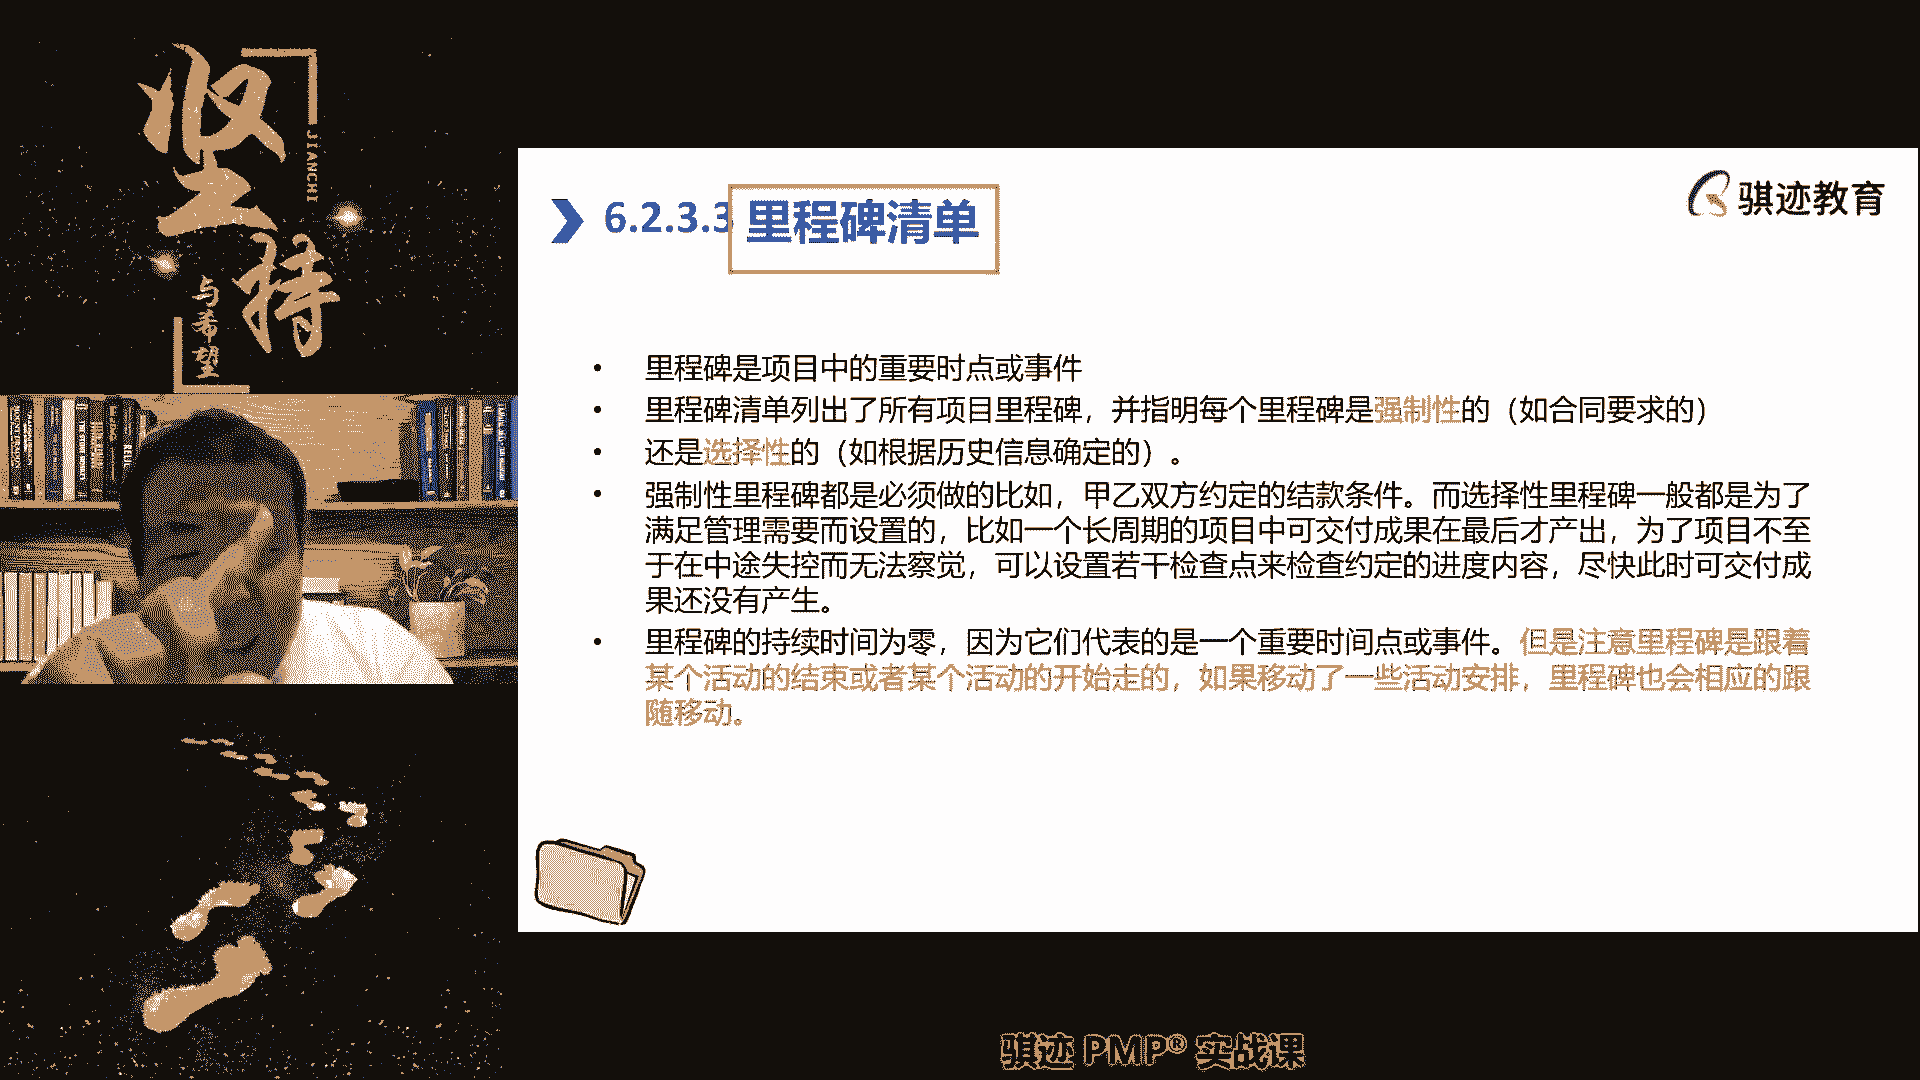 坚持
JIANCHI
与希望
6.2.3.3 里程碑清单
骐迹教育
• 里程碑是项目中的重要时点或事件
• 里程碑清单列出了所有项目里程碑，并指明每个里程碑是强制性的（如合同要求的）
• 还是选择性的（如根据历史信息确定的）。
• 强制性里程碑都是必须做的比如，甲乙双方约定的结款条件。而选择性里程碑一般都是为了
满足管理需要而设置的，比如一个长周期的项目中可交付成果在最后才产出，为了项目不至
于在中途失控而无法察觉，可以设置若干检查点来检查约定的进度内容，尽快此时可交付成
果还没有产生。
• 里程碑的持续时间为零，因为它们代表的是一个重要时间点或事件。但是注意里程碑是跟着
某个活动的结束或者某个活动的开始走的，如果移动了一些活动安排，里程碑也会相应的跟
随移动。
骐迹 PMP® 实战课